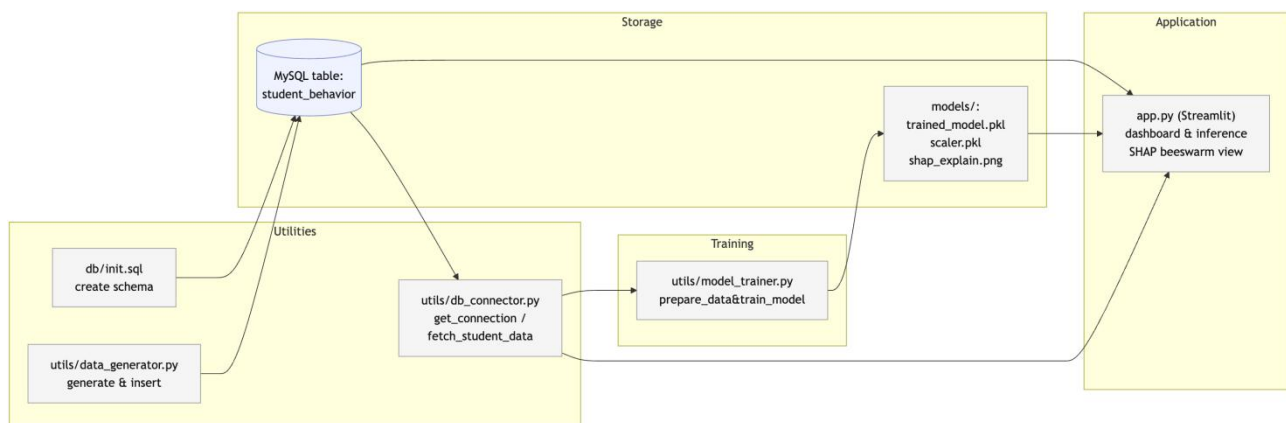 Storage
MySQL table:
student_behavior
models/:
trained_model.pkl
scaler.pkl
shap_explain.png
Application
app.py (Streamlit)
dashboard & inference
SHAP beeswarm view
Utilities
db/init.sql
create schema
utils/data_generator.py
generate & insert
utils/db_connector.py
get_connection /
fetch_student_data
Training
utils/model_trainer.py
prepare_data&train_model